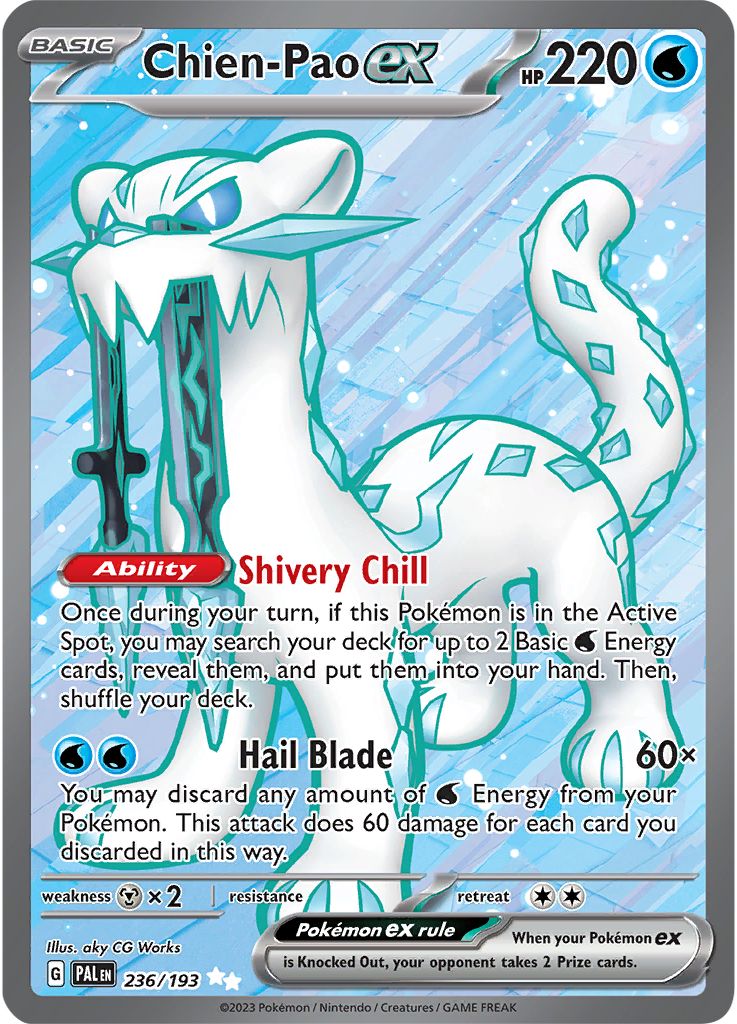 BASIC
Chien-Pao ex HP 220
Ability Shivery Chill
Once during your turn, if this Pokémon is in the Active
Spot, you may search your deck for up to 2 Basic Energy
cards, reveal them, and put them into your hand. Then,
shuffle your deck.
Hail Blade 60×
You may discard any amount of Energy from your
Pokémon. This attack does 60 damage for each card you
discarded in this way.
weakness ×2 resistance retreat
Illus. aky CG Works
Pokémon ex rule When your Pokémon ex
is Knocked Out, your opponent takes 2 Prize cards.
G PAL EN 236/193
©2023 Pokémon / Nintendo / Creatures / GAME FREAK